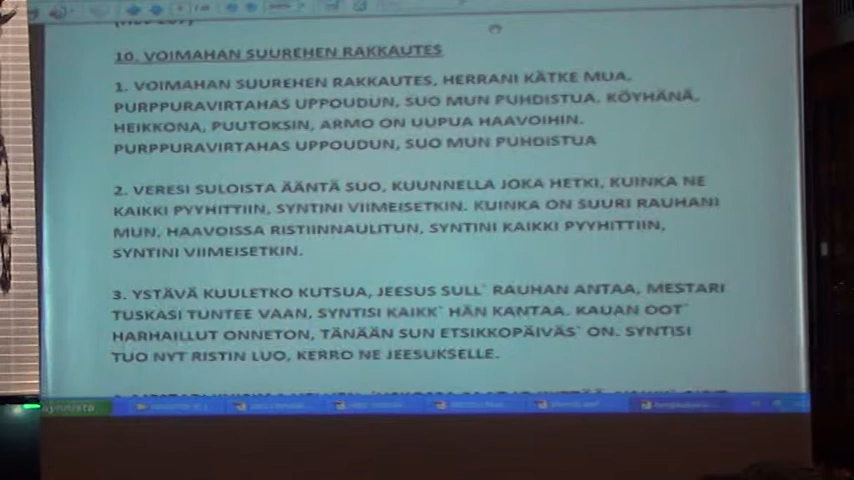 10. VOIMAHAN SUUREHEN RAKKAUTES
1. VOIMAHAN SUUREHEN RAKKAUTES, HERRANI KÄTKE MUA.
PURPPURAVIRTAHAS UPPOUDUN, SUO MUN PUHDISTUA. KÖYHÄNÄ,
HEIKKONA, PUUTOKSIN, ARMO ON UUPUA HAAVOIHIN.
PURPPURAVIRTAHAS UPPOUDUN, SUO MUN PUHDISTUA
2. VERESI SULOISTA ÄÄNTÄ SUO, KUUNNELLA JOKA HETKI, KUINKA NE
KAIKKI PYYHITTIIN, SYNTINI VIIMEISETKIN. KUINKA ON SUURI RAUHANI
MUN, HAAVOISSA RISTIINNAULITUN, SYNTINI KAIKKI PYYHITTIIN,
SYNTINI VIIMEISETKIN.
3. YSTÄVÄ KUULETKO KUTSUA, JEESUS SULL` RAUHAN ANTAA, MESTARI
TUSKASI TUNTEE VAAN, SYNTISI KAIKK` HÄN KANTAA. KAUAN OOT`
HARHAILLUT ONNETON, TÄNÄÄN SUN ETSIKKOPÄIVÄS` ON. SYNTISI
TUO NYT RISTIN LUO, KERRO NE JEESUKSELLE.